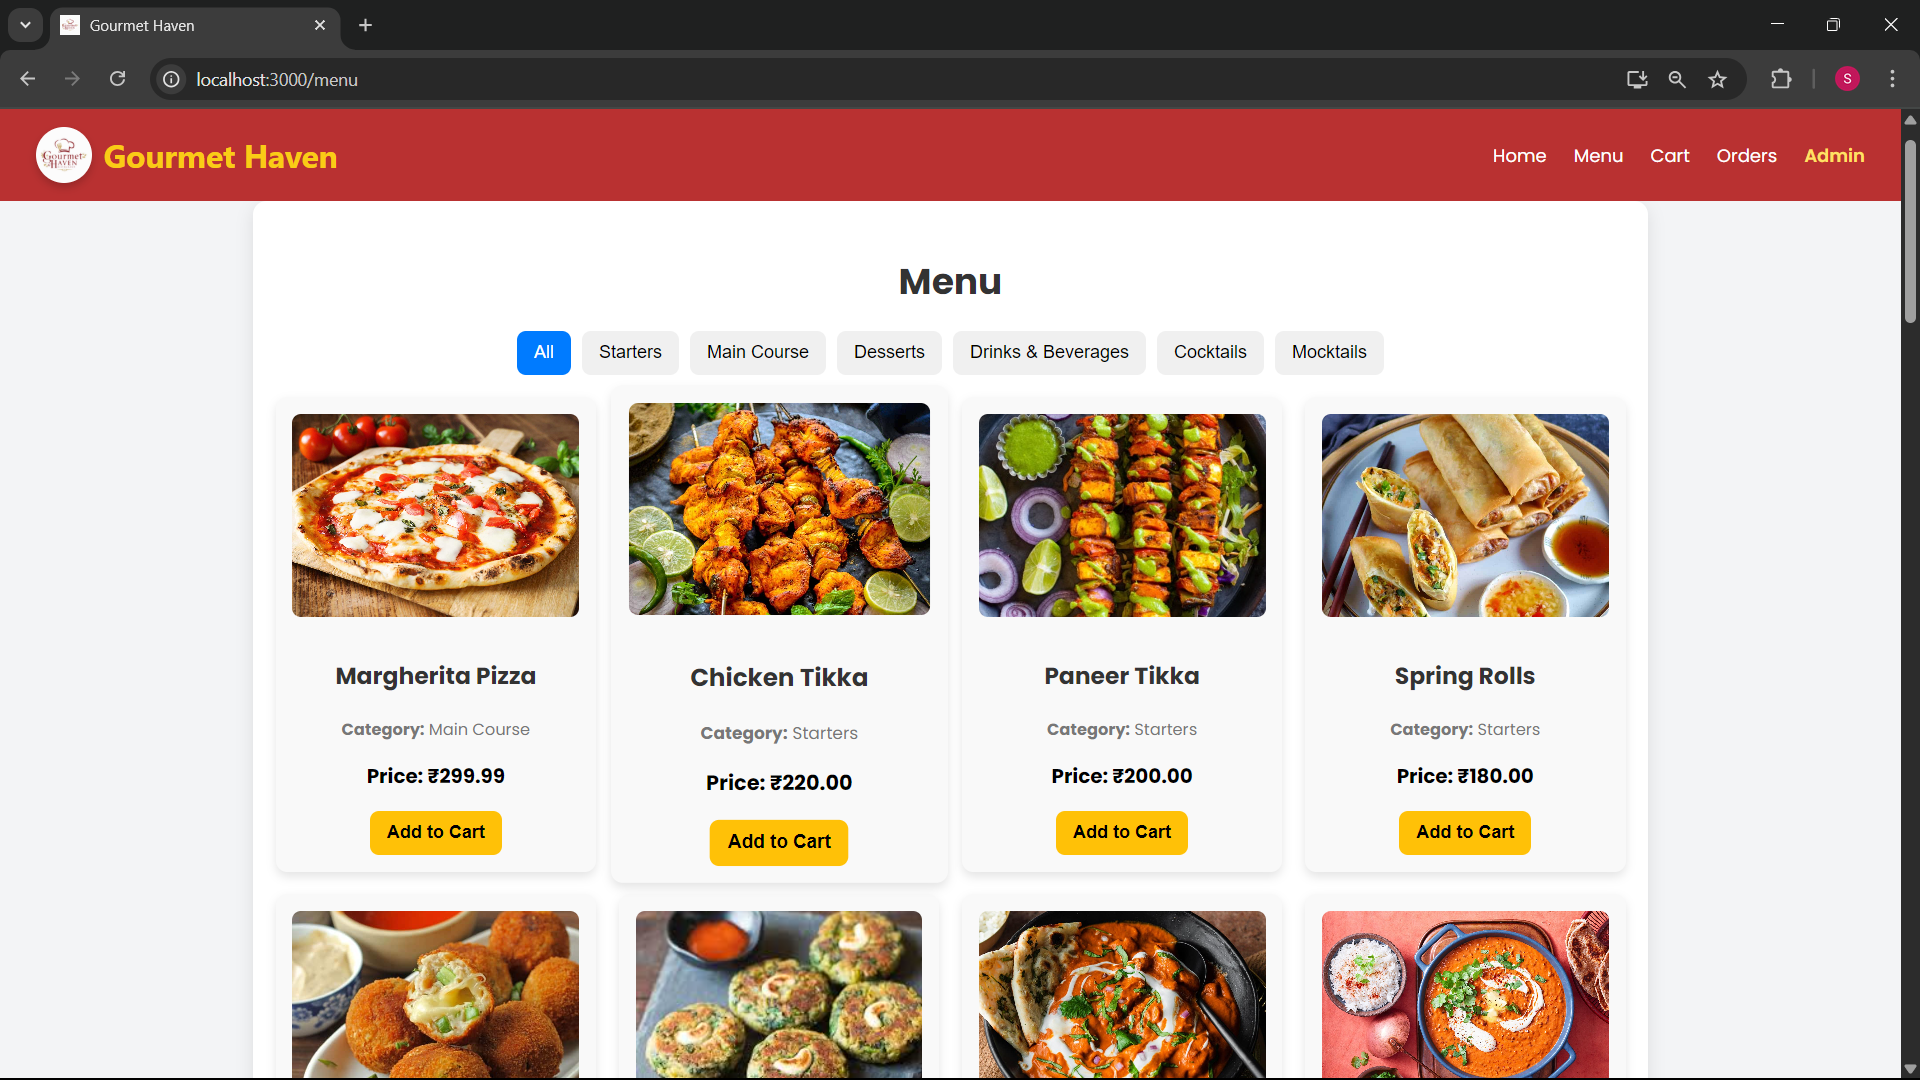 Gourmet Haven
localhost:3000/menu
S
Gourmet
HAVEN
Gourmet Haven
Home Menu Cart Orders Admin
Menu
All Starters Main Course Desserts Drinks & Beverages Cocktails Mocktails
Margherita Pizza
Category: Main Course
Price: ₹299.99
Add to Cart
Chicken Tikka
Category: Starters
Price: ₹220.00
Add to Cart
Paneer Tikka
Category: Starters
Price: ₹200.00
Add to Cart
Spring Rolls
Category: Starters
Price: ₹180.00
Add to Cart